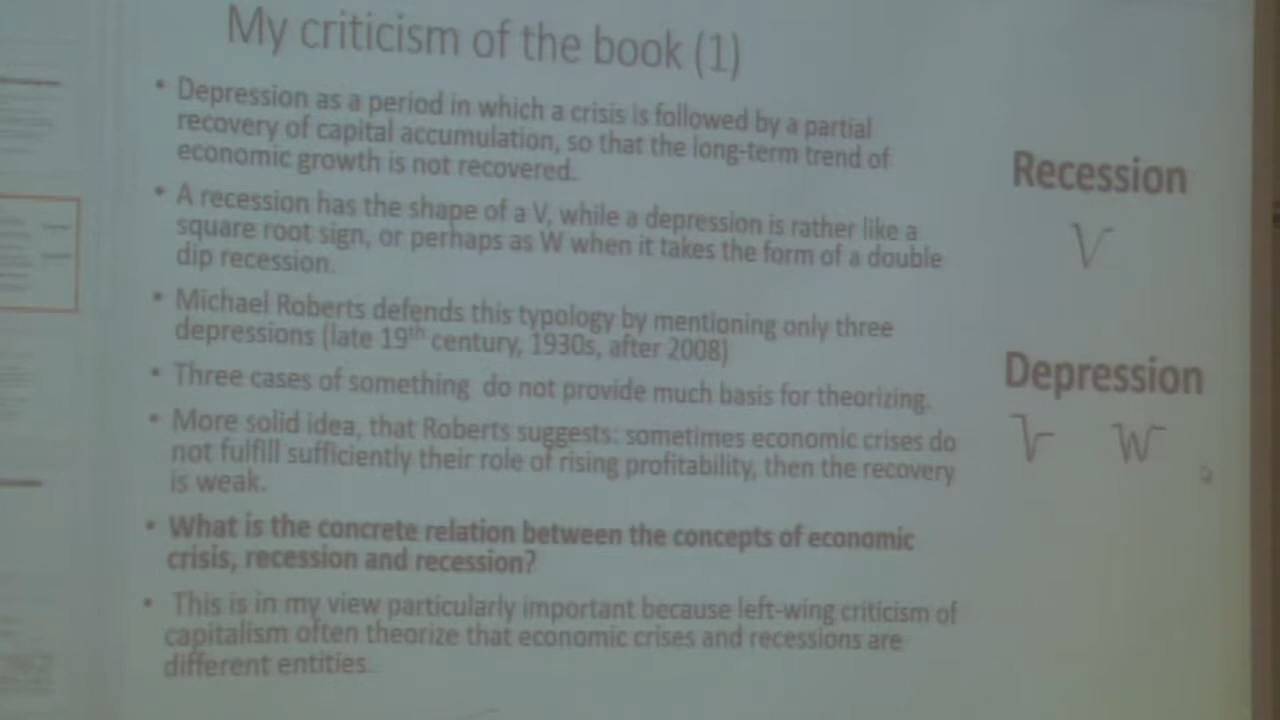 My criticism of the book (1)
• Depression as a period in which a crisis is followed by a partial
recovery of capital accumulation, so that the long-term trend of
economic growth is not recovered.
• A recession has the shape of a V, while a depression is rather like a
square root sign, or perhaps as W when it takes the form of a double
dip recession.
• Michael Roberts defends this typology by mentioning only three
depressions (late 19th century, 1930s, after 2008)
• Three cases of something do not provide much basis for theorizing.
• More solid idea, that Roberts suggests: sometimes economic crises do
not fulfill sufficiently their role of rising profitability, then the recovery
is weak.
• What is the concrete relation between the concepts of economic
crisis, recession and recession?
• This is in my view particularly important because left-wing criticism of
capitalism often theorize that economic crises and recessions are
different entities.
Recession
V
Depression
W